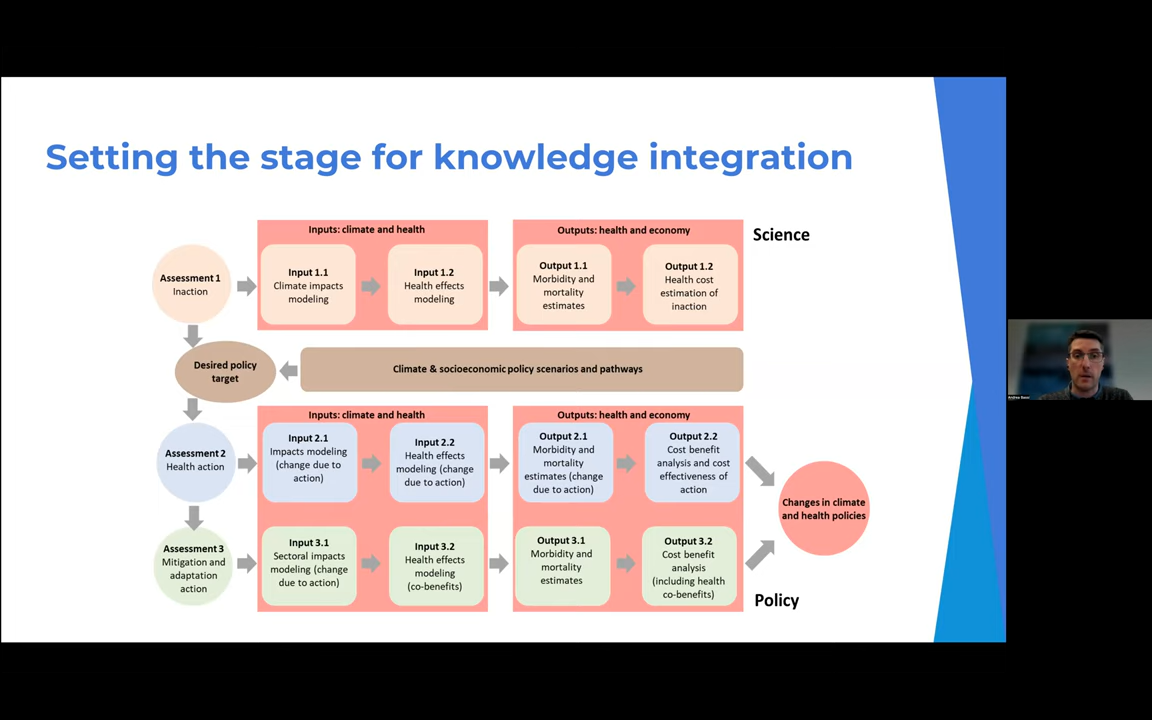 Setting the stage for knowledge integration
Inputs: climate and health
Outputs: health and economy
Science
Assessment 1
Inaction
Input 1.1
Climate impacts
modeling
Input 1.2
Health effects
modeling
Output 1.1
Morbidity and
mortality
estimates
Output 1.2
Health cost
estimation of
inaction
Desired policy
target
Climate & socioeconomic policy scenarios and pathways
Inputs: climate and health
Outputs: health and economy
Assessment 2
Health action
Input 2.1
Impacts modeling
(change due to
action)
Input 2.2
Health effects
modeling (change
due to action)
Output 2.1
Morbidity and
mortality
estimates (change
due to action)
Output 2.2
Cost benefit
analysis and cost
effectiveness of
action
Changes in climate
and health policies
Assessment 3
Mitigation and
adaptation
action
Input 3.1
Sectoral impacts
modeling (change
due to action)
Input 3.2
Health effects
modeling
(co-benefits)
Output 3.1
Morbidity and
mortality
estimates
Output 3.2
Cost benefit
analysis
(including health
co-benefits)
Policy